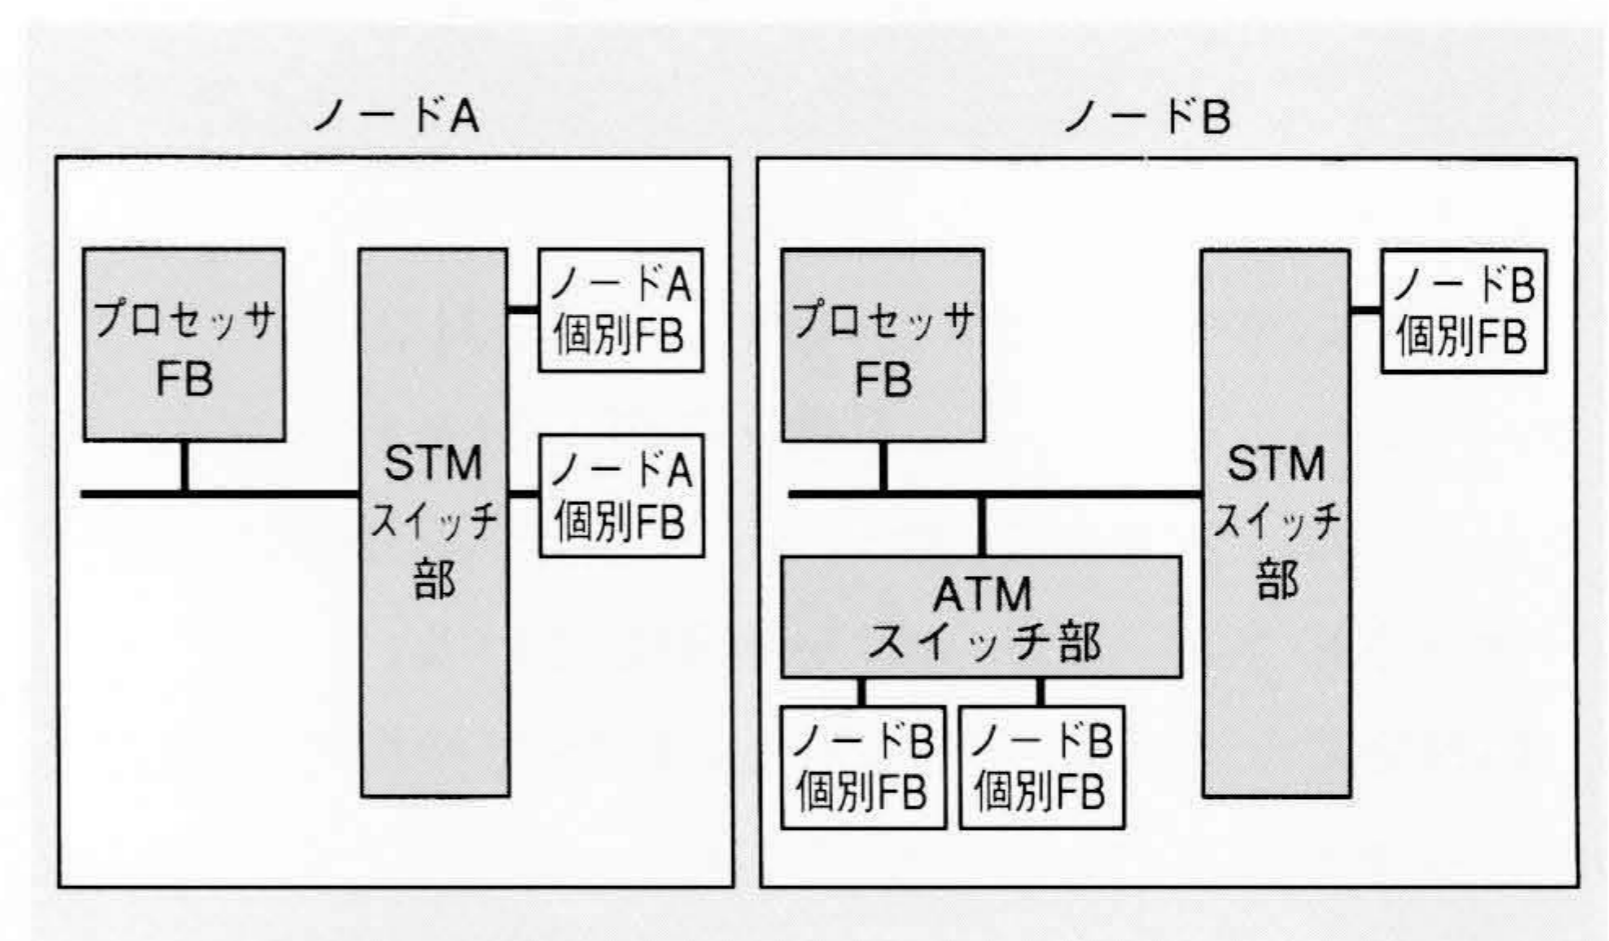 ノードA
プロセッサ
FB
STM
スイッチ
部
ノードA
個別FB
ノードA
個別FB
ノードB
プロセッサ
FB
ATM
スイッチ部
ノードB
個別FB
ノードB
個別FB
STM
スイッチ
部
ノードB
個別FB